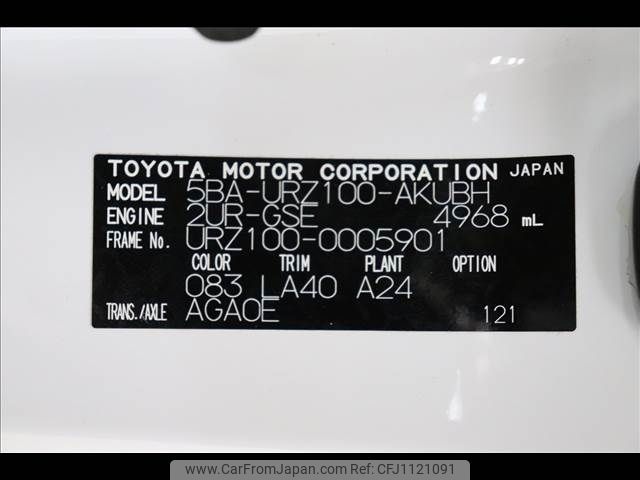 TOYOTA MOTOR CORPORATION JAPAN
MODEL 5BA-URZ100-AKUBH
ENGINE 2UR-GSE 4968 mL
FRAME No. URZ100-0005901
COLOR TRIM PLANT OPTION
083 LA40 A24
TRANS./AXLE AGA0E 121
www.CarFromJapan.com CFJ1121091